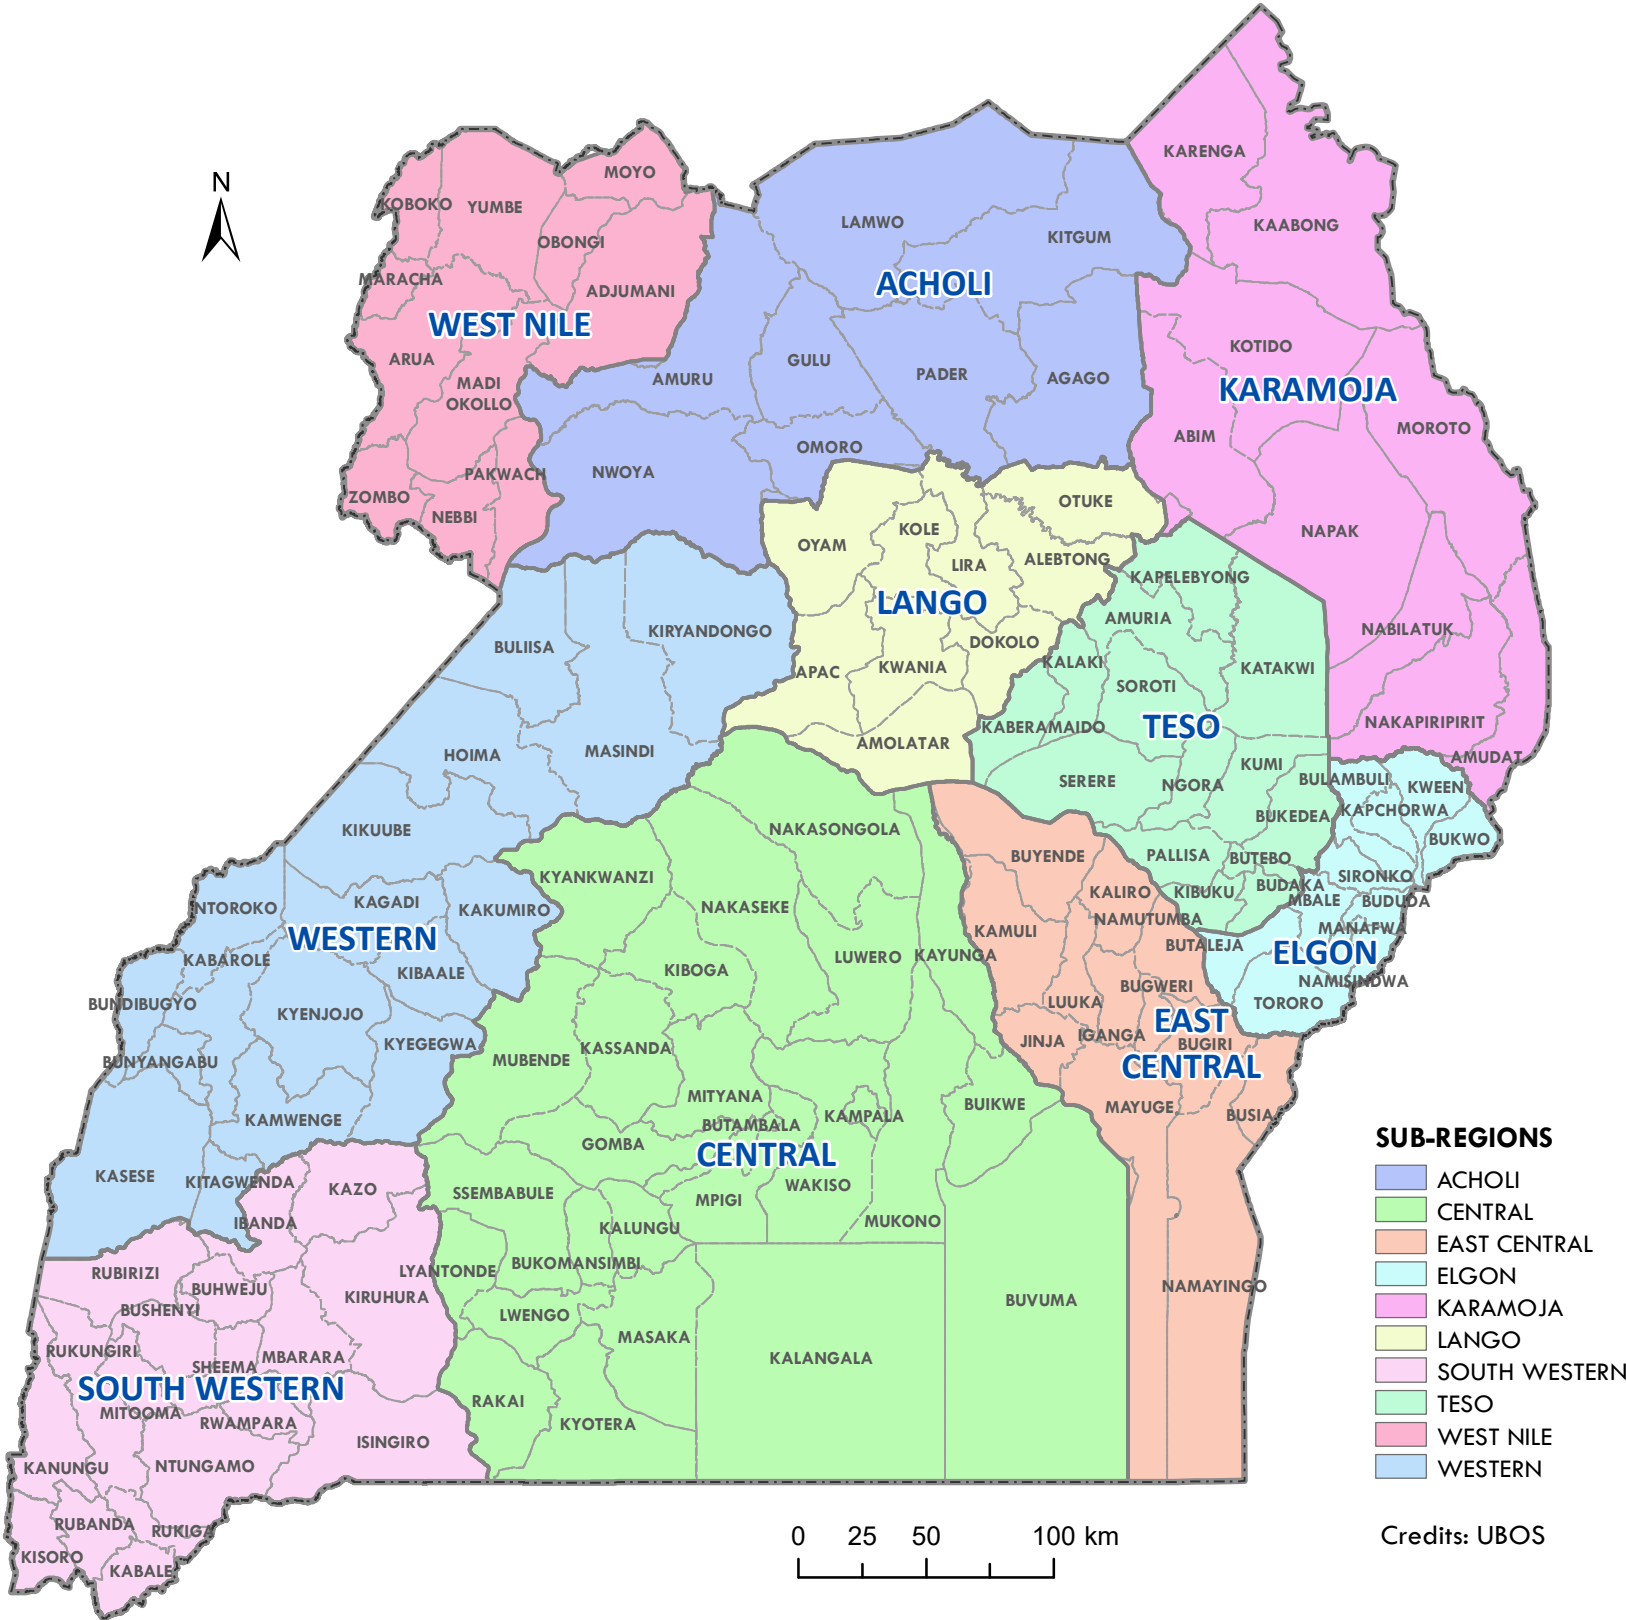 N
KARENGA
MOYO
KOBOKO
YUMBE
LAMWO
KAABONG
KITGUM
OBONGI
MARACHA
ACHOLI
ADJUMANI
WEST NILE
KOTIDO
ARUA
GULU
PADER
AMURU
AGAGO
MADI
OKOLLO
KARAMOJA
MOROTO
ABIM
OMORO
PAKWACH
NWOYA
ZOMBO
OTUKE
NEBBI
KOLE
NAPAK
OYAM
ALEBTONG
LIRA
KAPELEBYONG
LANGO
AMURIA
KIRYANDONGO
NABILATUK
BULIISA
DOKOLO
KALAKI
KATAKWI
APAC
KWANIA
SOROTI
NAKAPIRIPIRIT
KABERAMAIDO
TESO
AMOLATAR
MASINDI
HOIMA
AMUDAT
KUMI
BULAMBULI
SERERE
NGORA
KWEEN
KAPCHORWA
BUKEDEA
KIKUUBE
NAKASONGOLA
BUKWO
BUYENDE
PALLISA
BUTEBO
KYANKWANZI
SIRONKO
BUDAKA
KALIRO
KIBUKU
MBALE
BUDUDA
KAGADI
NTOROKO
KAKUMIRO
NAKASEKE
NAMUTUMBA
MANAFWA
KAMULI
WESTERN
BUTALEJA
ELGON
KABAROLE
LUWERO
KAYUNGA
KIBAALE
KIBOGA
NAMISINDWA
BUGWERI
BUNDIBUGYO
LUUKA
TORORO
KYENJOJO
EAST
CENTRAL
IGANGA
JINJA
BUGIRI
KYEGEGWA
KASSANDA
MUBENDE
BUNYANGABU
MITYANA
BUIKWE
MAYUGE
BUSIA
KAMPALA
KAMWENGE
BUTAMBALA
GOMBA
CENTRAL
KASESE
KITAGWENDA
KAZO
WAKISO
SSEMBABULE
MPIGI
IBANDA
MUKONO
KALUNGU
BUKOMANSIMBI
LYANTONDE
RUBIRIZI
BUHWEJU
NAMAYINGO
KIRUHURA
BUVUMA
BUSHENYI
LWENGO
MASAKA
RUKUNGIRI
MBARARA
KALANGALA
SHEEMA
SOUTH WESTERN
RAKAI
MITOOMA
RWAMPARA
KYOTERA
ISINGIRO
KANUNGU
NTUNGAMO
RUBANDA
RUKIGA
KISORO
KABALE
SUB-REGIONS
ACHOLI
CENTRAL
EAST CENTRAL
ELGON
KARAMOJA
LANGO
SOUTH WESTERN
TESO
WEST NILE
WESTERN
0 25 50 100 km
Credits: UBOS